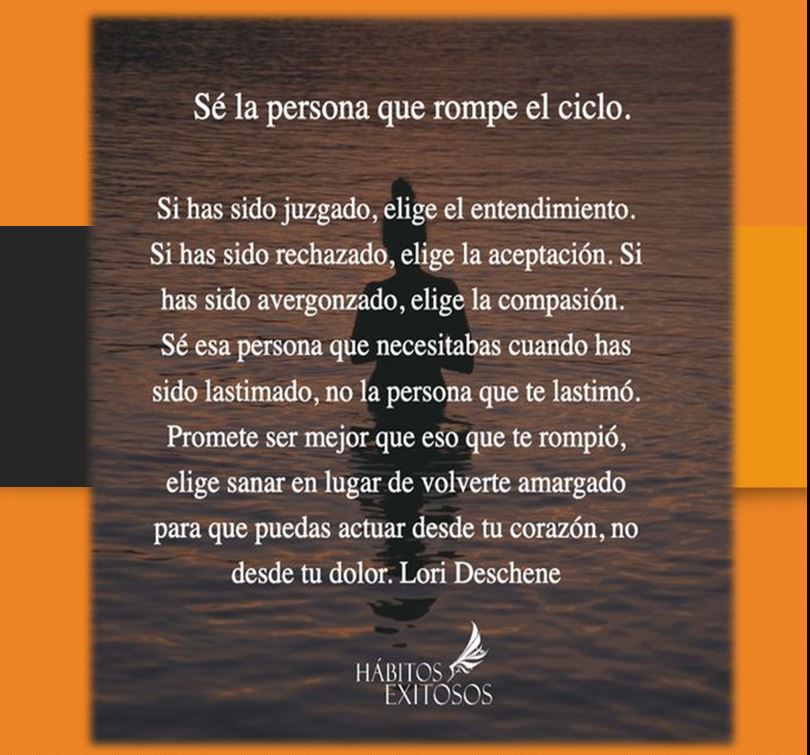 Sé la persona que rompe el ciclo.
Si has sido juzgado, elige el entendimiento.
Si has sido rechazado, elige la aceptación. Si
has sido avergonzado, elige la compasión.
Sé esa persona que necesitabas cuando has
sido lastimado, no la persona que te lastimó.
Promete ser mejor que eso que te rompió,
elige sanar en lugar de volverte amargado
para que puedas actuar desde tu corazón, no
desde tu dolor. Lori Deschene
HÁBITOS
EXITOSOS